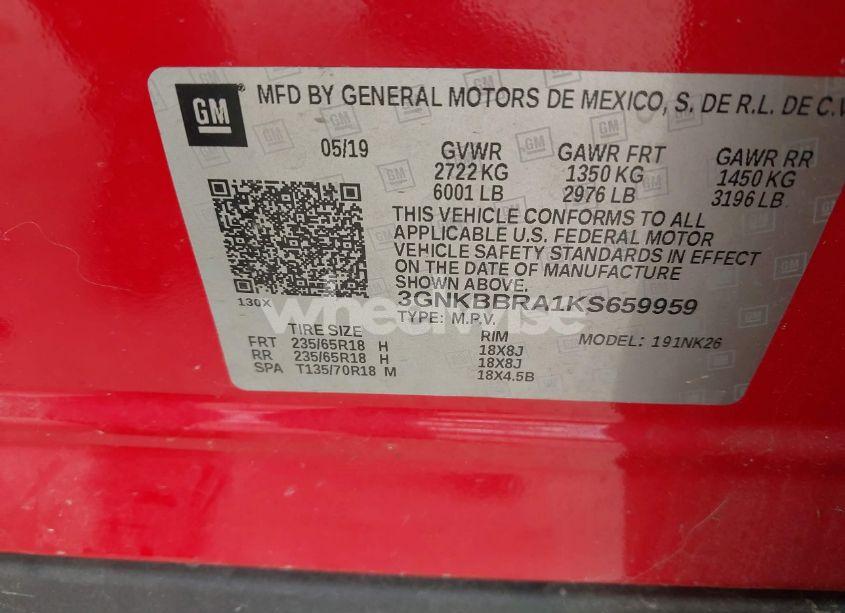 GM
MFD BY GENERAL MOTORS DE MEXICO, S. DE R.L. DE C.V
05/19 GVWR GAWR FRT GAWR RR
2722 KG 1350 KG 1450 KG
6001 LB 2976 LB 3196 LB
THIS VEHICLE CONFORMS TO ALL
APPLICABLE U.S. FEDERAL MOTOR
VEHICLE SAFETY STANDARDS IN EFFECT
ON THE DATE OF MANUFACTURE
SHOWN ABOVE.
130X 3GNKBBRA1KS659959
wheelwise
TYPE: M.P.V.
TIRE SIZE RIM MODEL: 191NK26
FRT 235/65R18 H 18X8J
RR 235/65R18 H 18X8J
SPA T135/70R18 M 18X4.5B